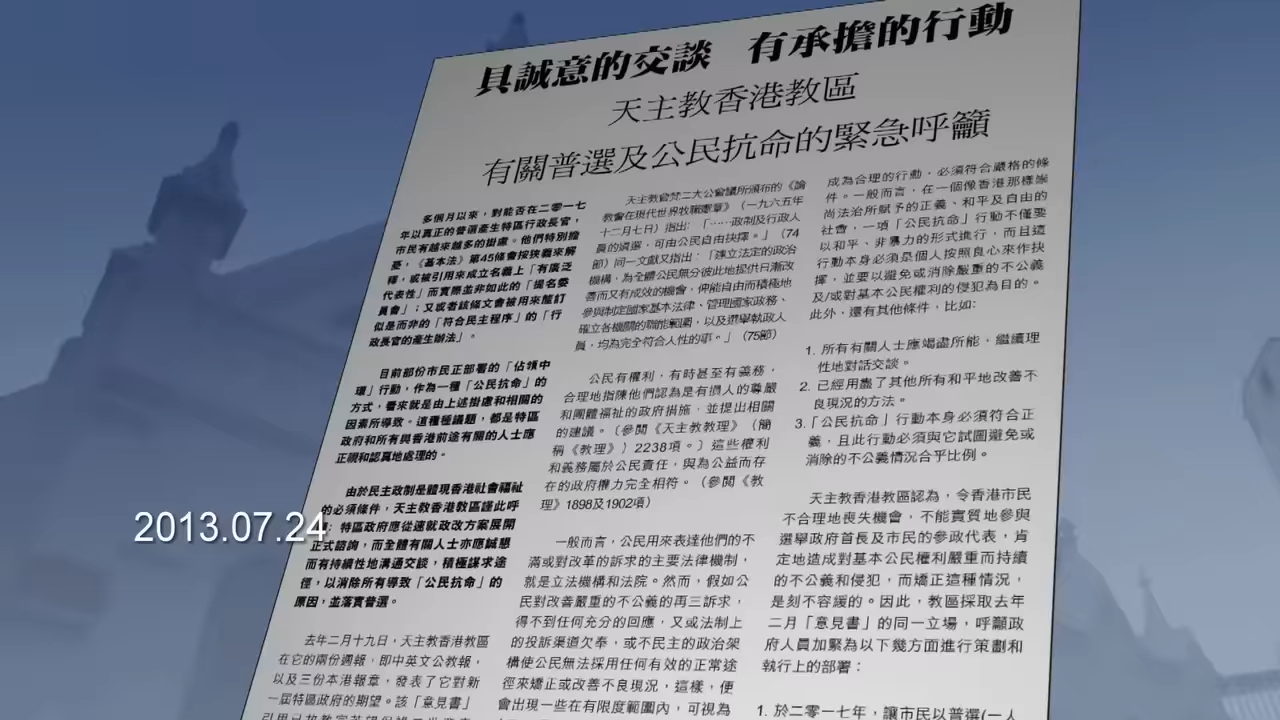 具誠意的交談 有承擔的行動
天主教香港教區
有關普選及公民抗命的緊急呼籲
多個月以來，對能否在二零一七
年以真正的普選產生特區行政長官，
市民有越來越多的掛慮。他們特別擔
憂，《基本法》第45條會按狹義來解
釋，或被引用來成立名義上「有廣泛
代表性」而實際並非如此的「提名委
員會」；又或者該條文會被用來釐訂
似是而非的「符合民主程序」的「行
政長官的產生辦法」。
目前部份市民正部署的「佔領中
環」行動，作為一種「公民抗命」的
方式，看來就是由上述掛慮和相關的
因素所導致。這種種議題，都是特區
政府和所有與香港前途有關的人士應
正視和認真地處理的。
由於民主政制是體現香港社會福祉
的必須條件，天主教香港教區謹此呼
籲：特區政府應從速就政改方案展開
正式諮詢，而全體有關人士亦應誠懇
而有持續性地溝通交談，積極謀求途
徑，以消除所有導致「公民抗命」的
原因，並落實普選。
去年二月十九日，天主教香港教區
在它的兩份週報，即中英文公教報，
以及三份本港報章，發表了它對新
一屆特區政府的期望。該「意見書」
天主教會梵二大公會議所頒布的《論
教會在現代世界牧職憲章》（一九六五年
十二月七日）指出：「⋯⋯政制及行政人
員的遴選，可由公民自由抉擇。」（74
節）同一文獻又指出：「建立法定的政治
機構，為全體公民無分彼此地提供日漸改
善而又有成效的機會，俾能自由而積極地
參與制定國家基本法律、管理國家政務、
確立各機關的職能範圍，以及選舉執政人
員，均為完全符合人性的事。」（75節）
公民有權利，有時甚至有義務，
合理地指陳他們認為是有損人的尊嚴
和團體福祉的政府措施，並提出相關
的建議。〔參閱《天主教教理》（簡
稱《教理》）2238項。〕這些權利
和義務屬於公民責任，與為公益而存
在的政府權力完全相符。（參閱《教
理》1898及1902項）
一般而言，公民用來表達他們的不
滿或對改革的訴求的主要法律機制，
就是立法機構和法院。然而，假如公
民對改善嚴重的不公義的再三訴求，
得不到任何充分的回應，又或法制上
的投訴渠道欠奉，或不民主的政治架
構使公民無法採用任何有效的正常途
徑來矯正或改善不良現況，這樣，便
會出現一些在有限度範圍內，可視為
成為合理的行動，必須符合嚴格的條
件。一般而言，在一個像香港那樣崇
尚法治所賦予的正義、和平及自由的
社會，一項「公民抗命」行動不僅要
以和平、非暴力的形式進行，而且這
行動本身必須是個人按照良心來作抉
擇，並要以避免或消除嚴重的不公義
及/或對基本公民權利的侵犯為目的。
此外，還有其他條件，比如:
1. 所有有關人士應竭盡所能，繼續理
性地對話交談。
2. 已經用盡了其他所有和平地改善不
良現況的方法。
3.「公民抗命」行動本身必須符合正
義，且此行動必須與它試圖避免或
消除的不公義情況合乎比例。
天主教香港教區認為，令香港市民
不合理地喪失機會，不能實質地參與
選舉政府首長及市民的參政代表，肯
定地造成對基本公民權利嚴重而持續
的不公義和侵犯，而矯正這種情況，
是刻不容緩的。因此，教區採取去年
二月「意見書」的同一立場，呼籲政
府人員加緊為以下幾方面進行策劃和
執行上的部署：
1. 於二零一七年，讓市民以普選(一人
2013.07.24